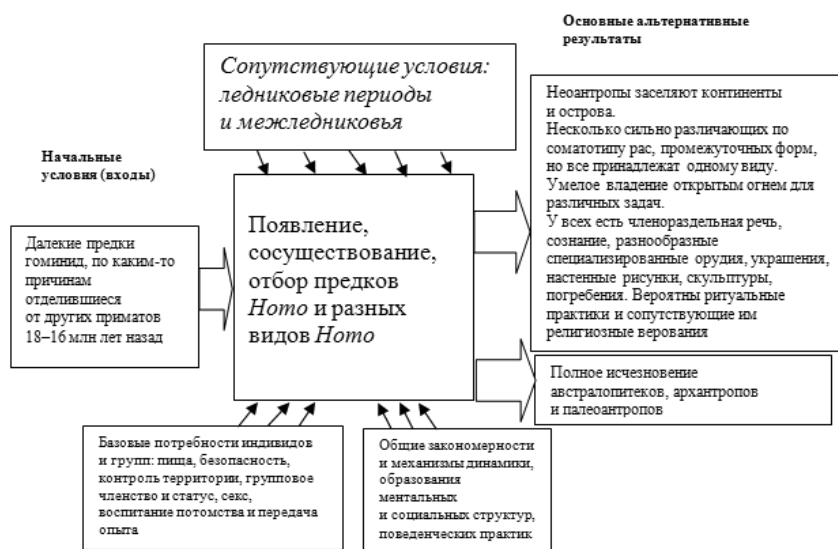 Основные альтернативные
результаты
Сопутствующие условия:
ледниковые периоды
и межледниковья
Начальные
условия (входы)
Далекие предки
гоминид, по каким-то
причинам
отделившиеся
от других приматов
18–16 млн лет назад
Появление,
сосуществование,
отбор предков
Homo и разных
видов Homo
Неоантропы заселяют континенты
и острова.
Несколько сильно различающих по
соматотипу рас, промежуточных форм,
но все принадлежат одному виду.
Умелое владение открытым огнем для
различных задач.
У всех есть членораздельная речь,
сознание, разнообразные
специализированные орудия, украшения,
настенные рисунки, скульптуры,
погребения. Вероятны ритуальные
практики и сопутствующие им
религиозные верования
Полное исчезновение
австралопитеков, архантропов
и палеоантропов
Базовые потребности индивидов
и групп: пища, безопасность,
контроль территории, групповое
членство и статус, секс,
воспитание потомства и передача
опыта
Общие закономерности
и механизмы динамики,
образования
ментальных
и социальных структур,
поведенческих практик